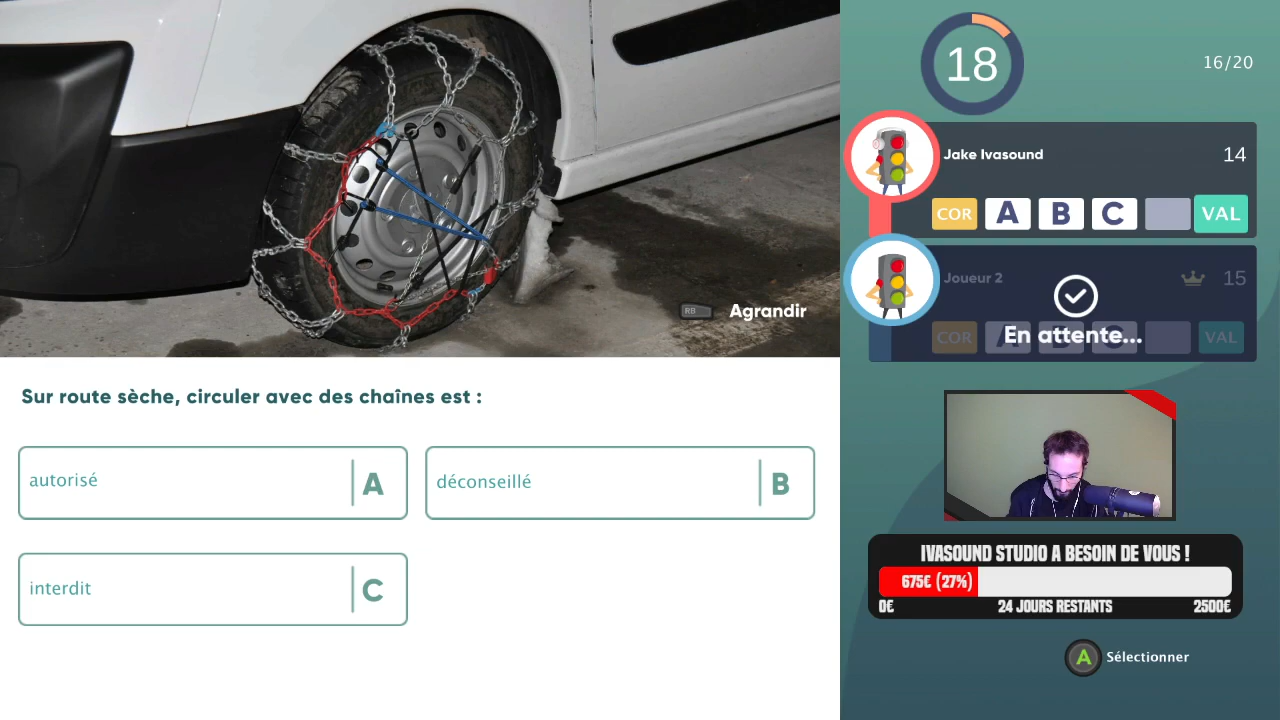 18
16/20
Jake Ivasound
14
COR
A
B
C
VAL
Joueur 2
15
COR
A
B
C
VAL
En attente...
RB
Agrandir
Sur route sèche, circuler avec des chaînes est :
autorisé
A
déconseillé
B
interdit
C
IVASOUND STUDIO A BESOIN DE VOUS !
675€ (27%)
0€
24 JOURS RESTANTS
2500€
A
Sélectionner